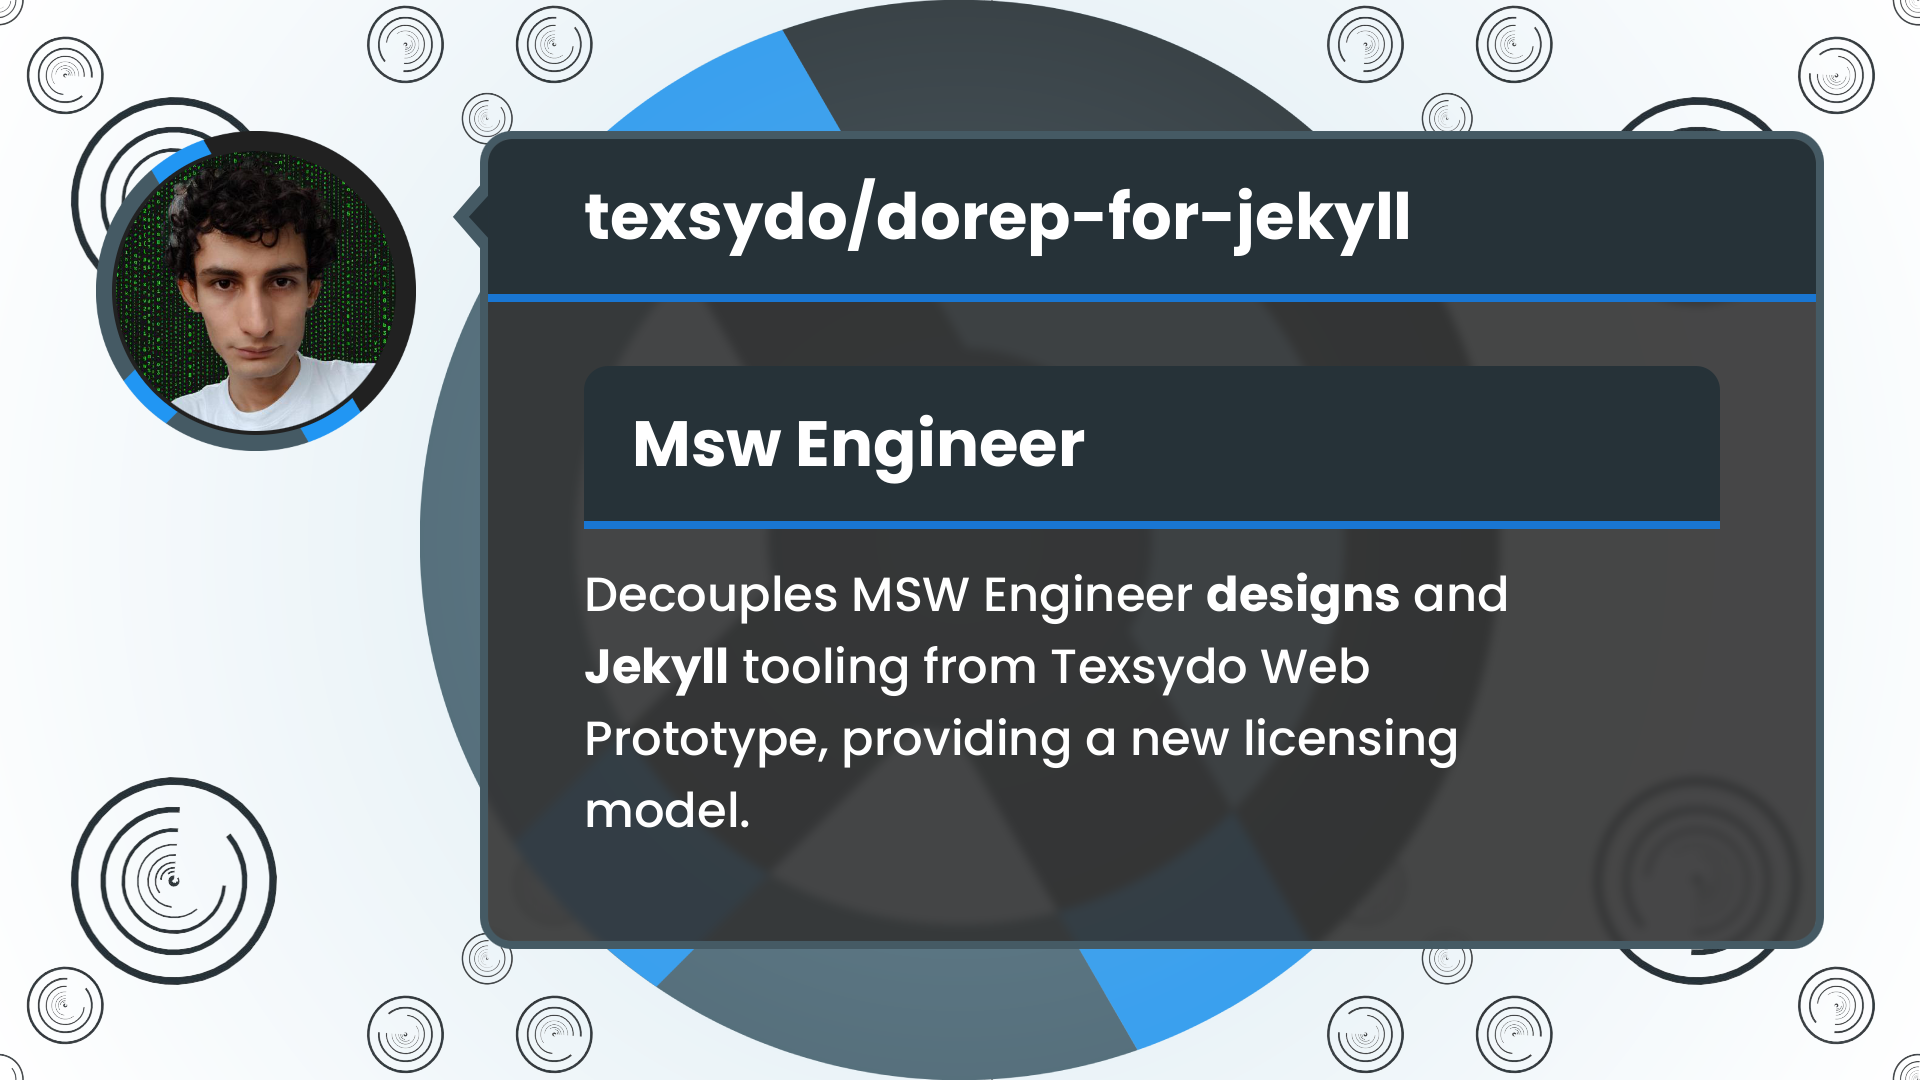 texsydo/dorep-for-jekyll
Msw Engineer
Decouples MSW Engineer designs and
Jekyll tooling from Texsydo Web
Prototype, providing a new licensing
model.